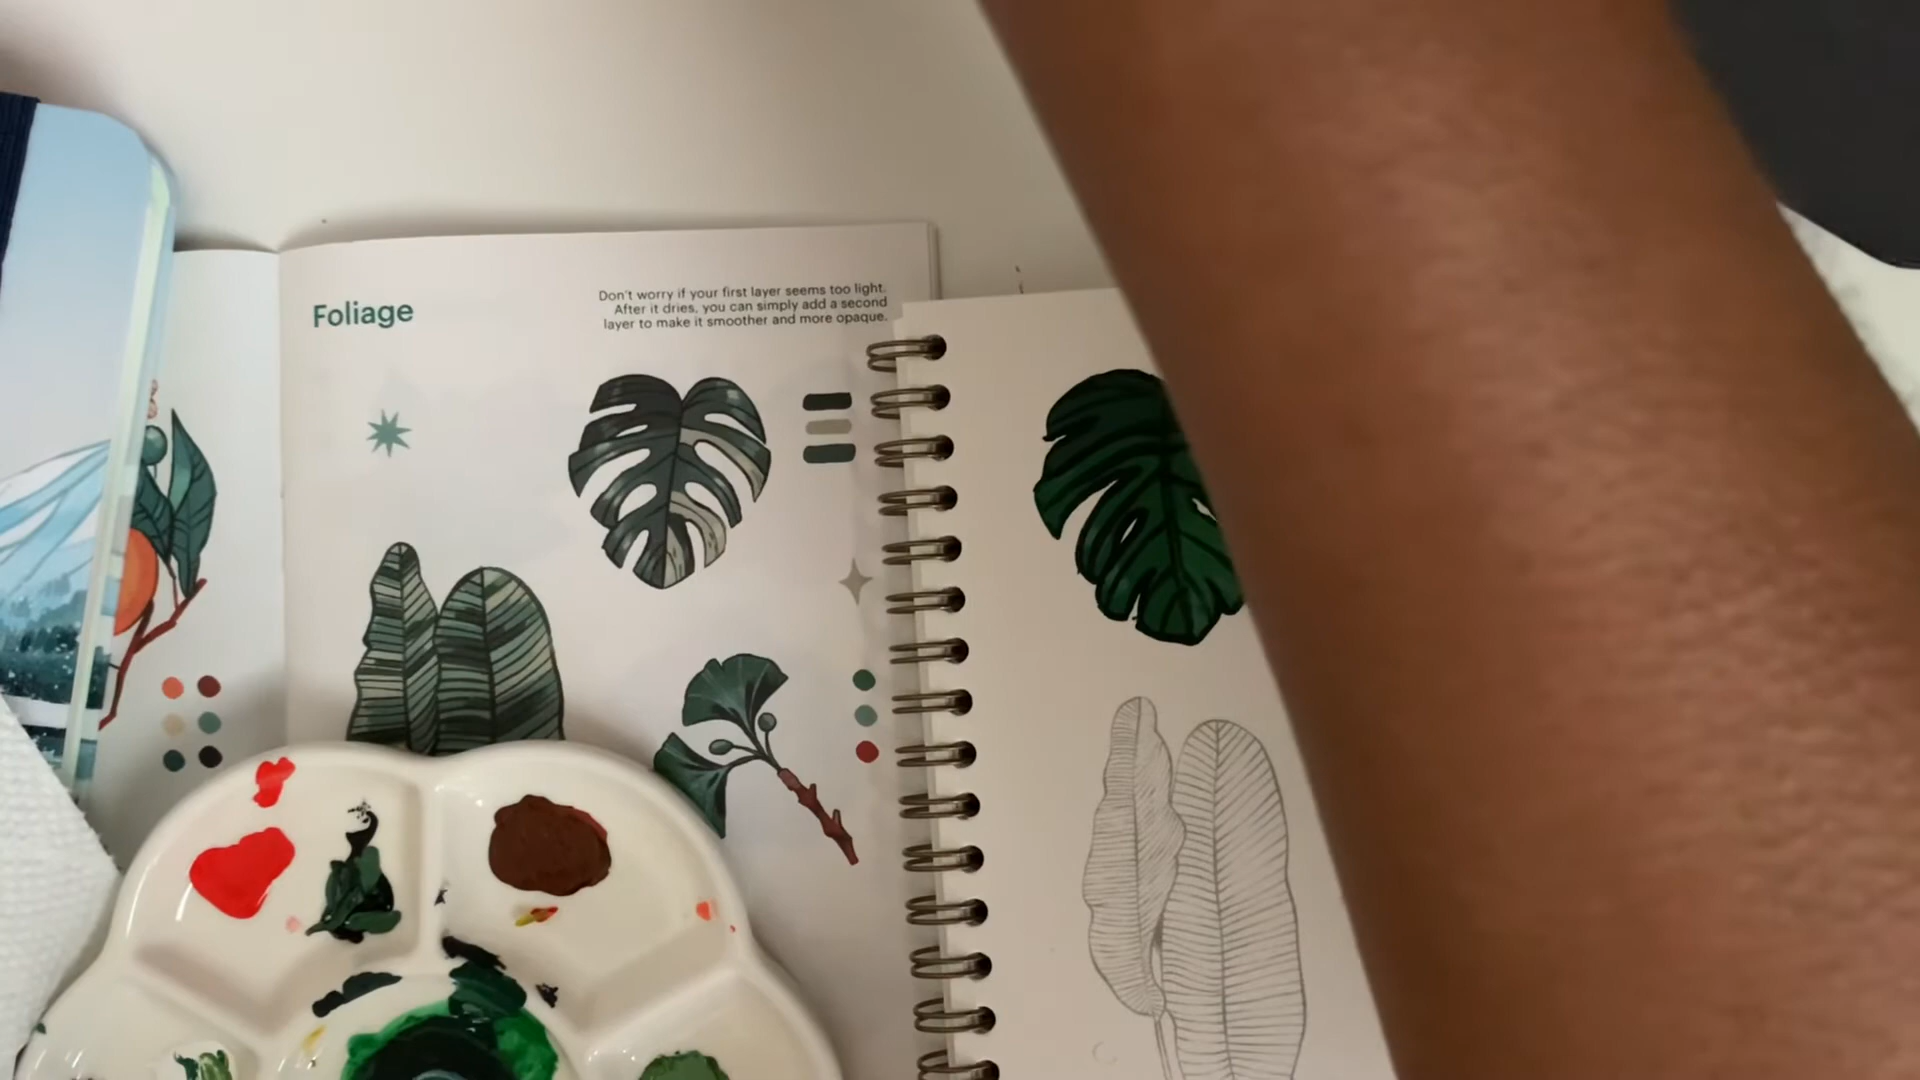 Foliage
Don't worry if your first layer seems too light.
After it dries, you can simply add a second
layer to make it smoother and more opaque.